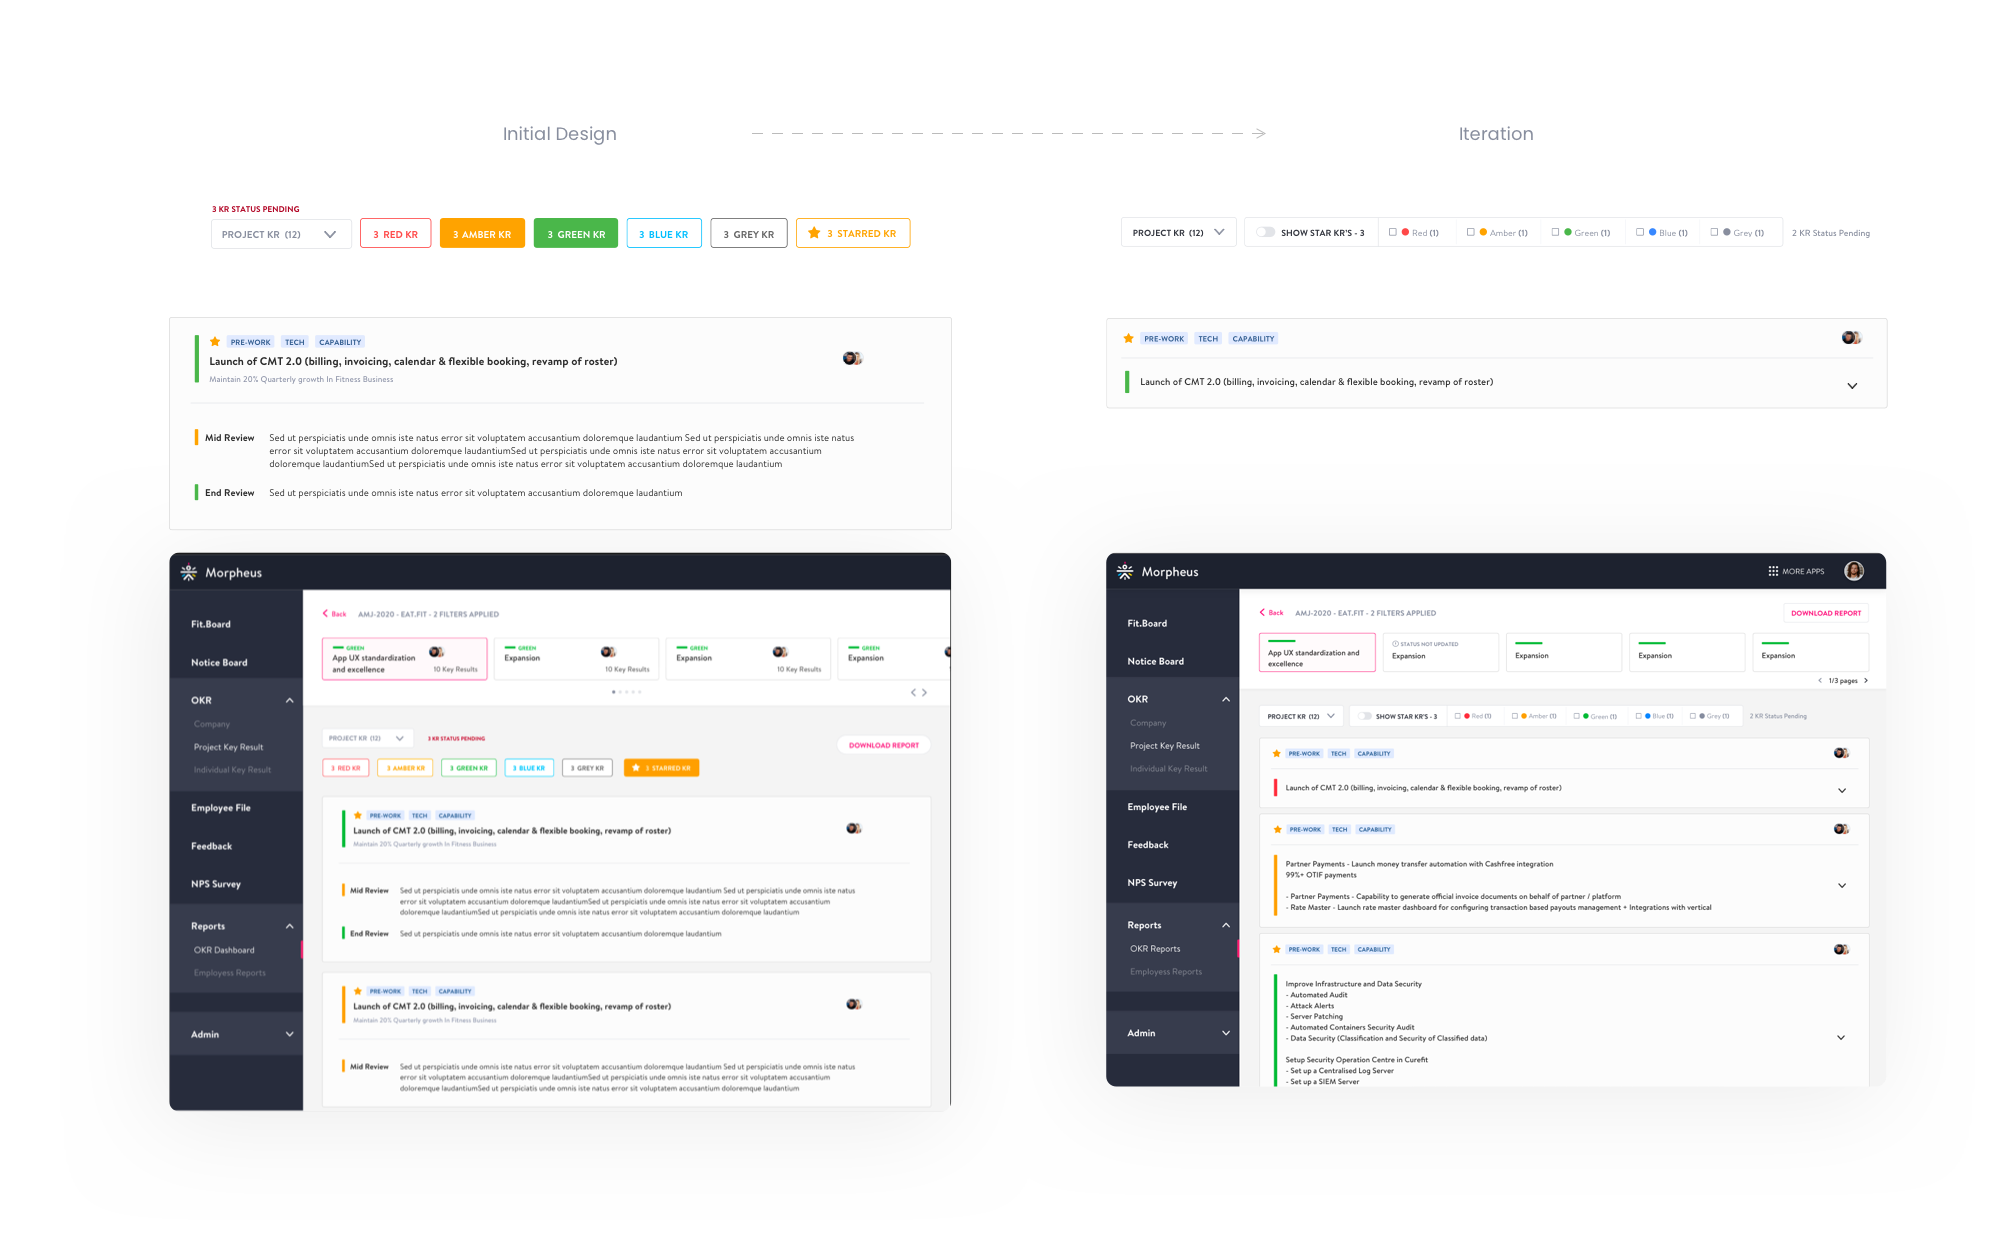 Initial Design
Iteration
3 KR STATUS PENDING
PROJECT KR (12)
3 RED KR
3 AMBER KR
3 GREEN KR
3 BLUE KR
3 GREY KR
3 STARRED KR
PROJECT KR (12)
SHOW STAR KR'S - 3
Red (1)
Amber (1)
Green (1)
Blue (1)
Grey (1)
2 KR Status Pending
PRE-WORK TECH CAPABILITY
Launch of CMT 2.0 (billing, invoicing, calendar & flexible booking, revamp of roster)
Maintain 20% Quarterly growth In Fitness Business
Mid Review
Sed ut perspiciatis unde omnis iste natus error sit voluptatem accusantium doloremque laudantium Sed ut perspiciatis unde omnis iste natus
error sit voluptatem accusantium doloremque laudantiumSed ut perspiciatis unde omnis iste natus error sit voluptatem accusantium
doloremque laudantiumSed ut perspiciatis unde omnis iste natus error sit voluptatem accusantium doloremque laudantium
End Review
Sed ut perspiciatis unde omnis iste natus error sit voluptatem accusantium doloremque laudantium
PRE-WORK TECH CAPABILITY
Launch of CMT 2.0 (billing, invoicing, calendar & flexible booking, revamp of roster)
Morpheus
Fit.Board
Notice Board
OKR
Company
Project Key Result
Individual Key Result
Employee File
Feedback
NPS Survey
Reports
OKR Dashboard
Employess Reports
Admin
Back
AMJ-2020 - EAT.FIT - 2 FILTERS APPLIED
GREEN
App UX standardization
and excellence
10 Key Results
GREEN
Expansion
10 Key Results
GREEN
Expansion
10 Key Results
GREEN
Expansion
PROJECT KR (12)
3 KR STATUS PENDING
DOWNLOAD REPORT
3 RED KR
3 AMBER KR
3 GREEN KR
3 BLUE KR
3 GREY KR
3 STARRED KR
PRE-WORK TECH CAPABILITY
Launch of CMT 2.0 (billing, invoicing, calendar & flexible booking, revamp of roster)
Maintain 20% Quarterly growth In Fitness Business
Mid Review
Sed ut perspiciatis unde omnis iste natus error sit voluptatem accusantium doloremque laudantium Sed ut perspiciatis unde omnis iste natus
error sit voluptatem accusantium doloremque laudantiumSed ut perspiciatis unde omnis iste natus error sit voluptatem accusantium
doloremque laudantiumSed ut perspiciatis unde omnis iste natus error sit voluptatem accusantium doloremque laudantium
End Review
Sed ut perspiciatis unde omnis iste natus error sit voluptatem accusantium doloremque laudantium
PRE-WORK TECH CAPABILITY
Launch of CMT 2.0 (billing, invoicing, calendar & flexible booking, revamp of roster)
Maintain 20% Quarterly growth In Fitness Business
Mid Review
Sed ut perspiciatis unde omnis iste natus error sit voluptatem accusantium doloremque laudantium Sed ut perspiciatis unde omnis iste natus
error sit voluptatem accusantium doloremque laudantiumSed ut perspiciatis unde omnis iste natus error sit voluptatem accusantium
doloremque laudantiumSed ut perspiciatis unde omnis iste natus error sit voluptatem accusantium doloremque laudantium
Morpheus
MORE APPS
Fit.Board
Notice Board
OKR
Company
Project Key Result
Individual Key Result
Employee File
Feedback
NPS Survey
Reports
OKR Reports
Employess Reports
Admin
Back
AMJ-2020 - EAT.FIT - 2 FILTERS APPLIED
DOWNLOAD REPORT
App UX standardization and
excellence
STATUS NOT UPDATED
Expansion
Expansion
Expansion
Expansion
1/3 pages
PROJECT KR (12)
SHOW STAR KR'S - 3
Red (1)
Amber (1)
Green (1)
Blue (1)
Grey (1)
2 KR Status Pending
PRE-WORK TECH CAPABILITY
Launch of CMT 2.0 (billing, invoicing, calendar & flexible booking, revamp of roster)
PRE-WORK TECH CAPABILITY
Partner Payments - Launch money transfer automation with Cashfree integration
99%+ OTIF payments
- Partner Payments - Capability to generate official invoice documents on behalf of partner / platform
- Rate Master - Launch rate master dashboard for configuring transaction based payouts management + Integrations with vertical
PRE-WORK TECH CAPABILITY
Improve Infrastructure and Data Security
- Automated Audit
- Attack Alerts
- Server Patching
- Automated Containers Security Audit
- Data Security (Classification and Security of Classified data)
Setup Security Operation Centre in Curefit
- Set up a Centralised Log Server
- Set up a SIEM Server